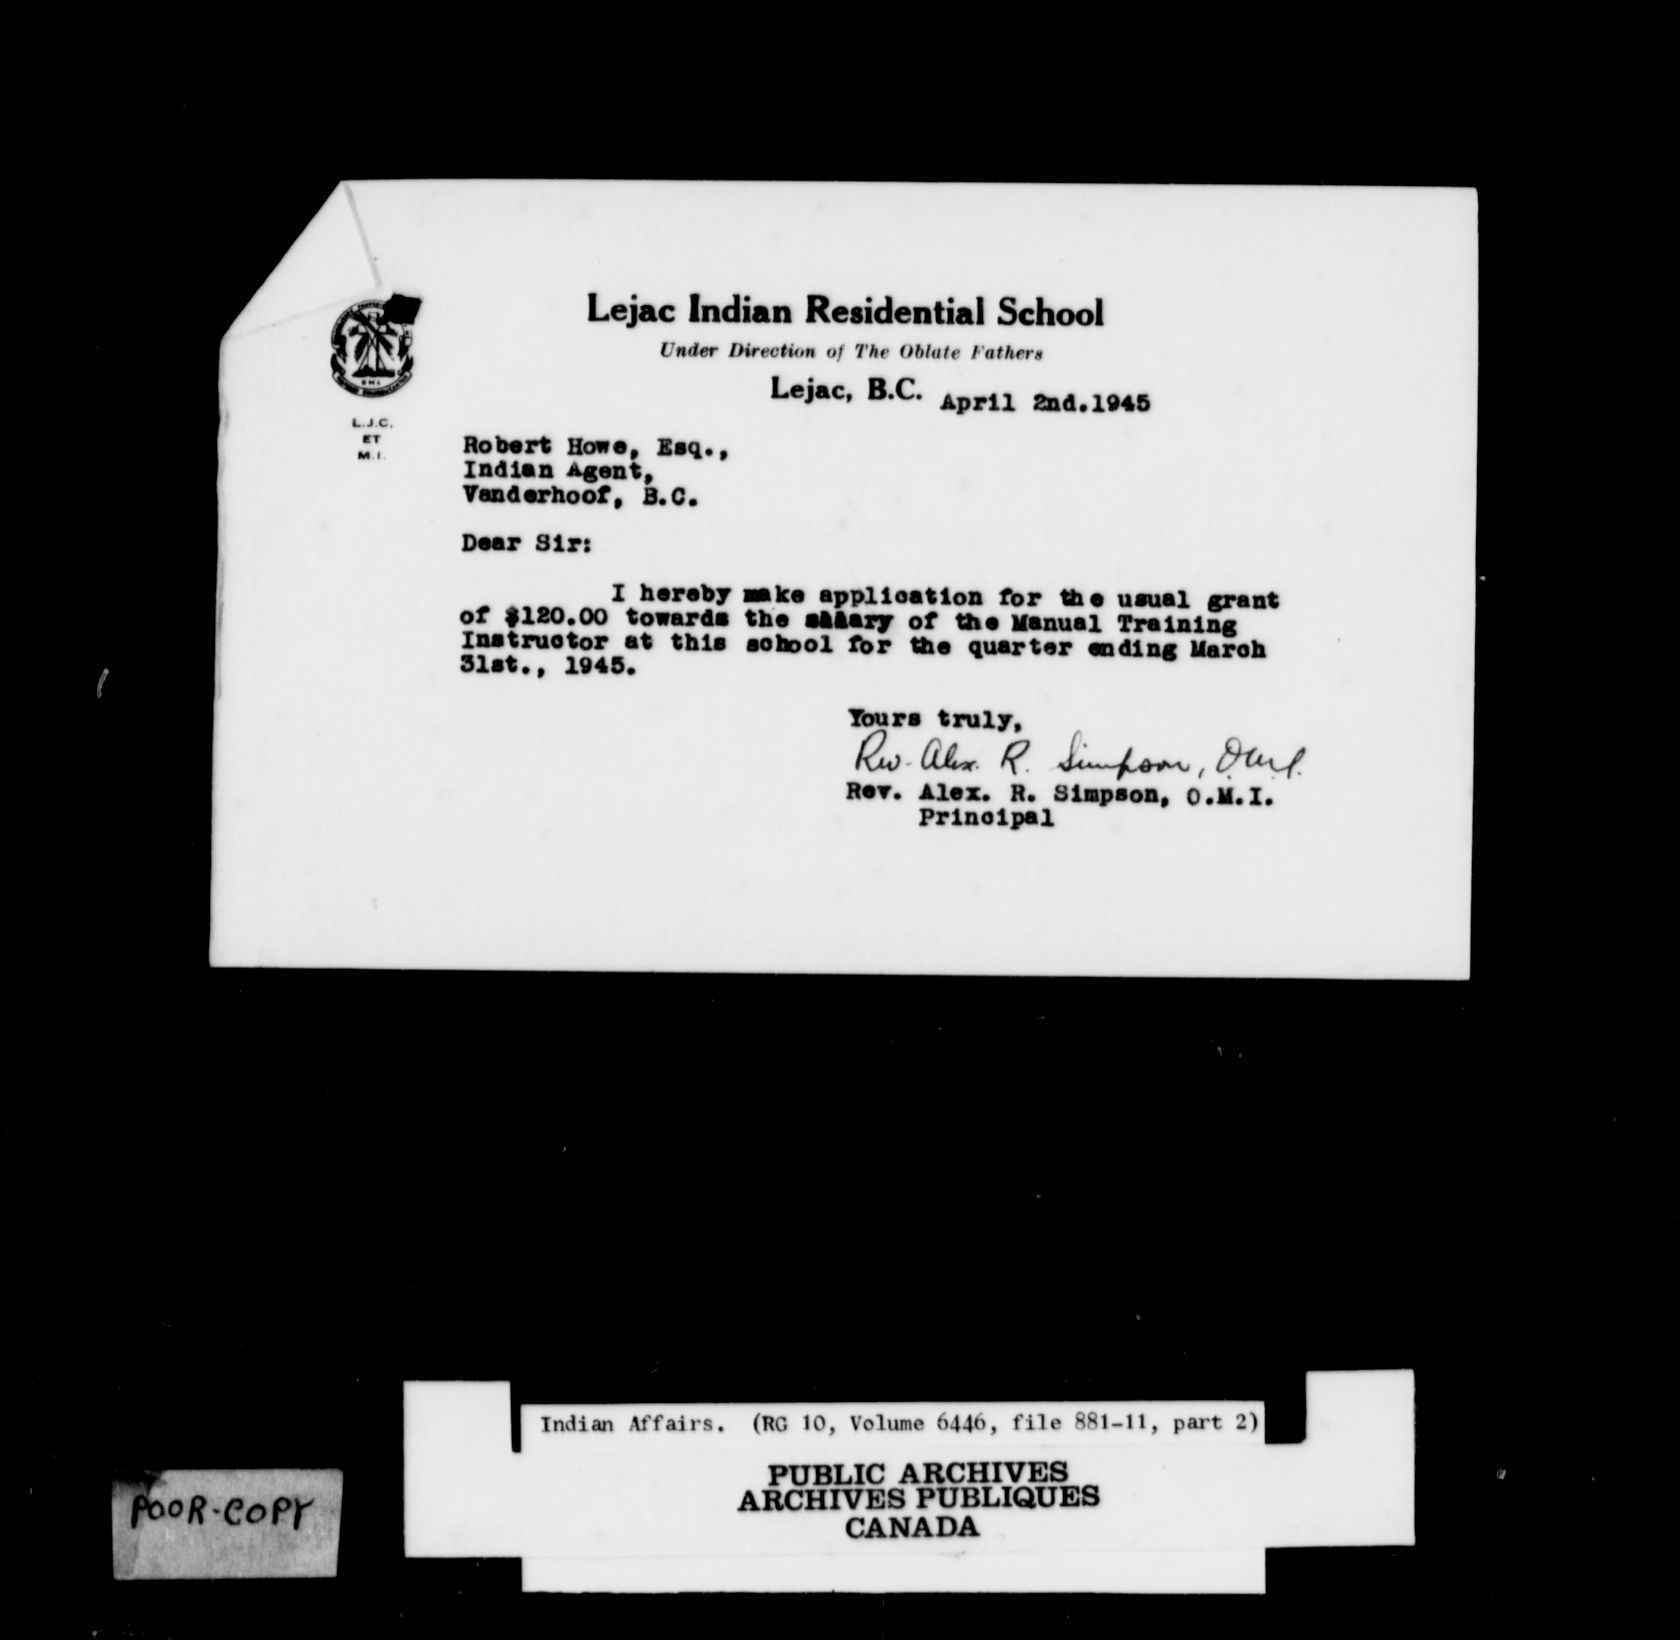 Lejac Indian Residential School
Under Direction of The Oblate Fathers
Lejac, B.C. April 2nd.1945
O M I
L.J.C.
ET
M.I.
Robert Howe, Esq.,
Indian Agent,
Vanderhoof, B.C.
Dear Sir:
I hereby make application for the usual grant
of $120.00 towards the salary of the Manual Training
Instructor at this school for the quarter ending March
31st., 1945.
Yours truly,
Rev. Alex. R. Simpson, O.M.I.
Rev. Alex. R. Simpson, O.M.I.
Principal
Indian Affairs. (RG 10, Volume 6446, file 881-11, part 2)
PUBLIC ARCHIVES
ARCHIVES PUBLIQUES
CANADA
POOR-COPY